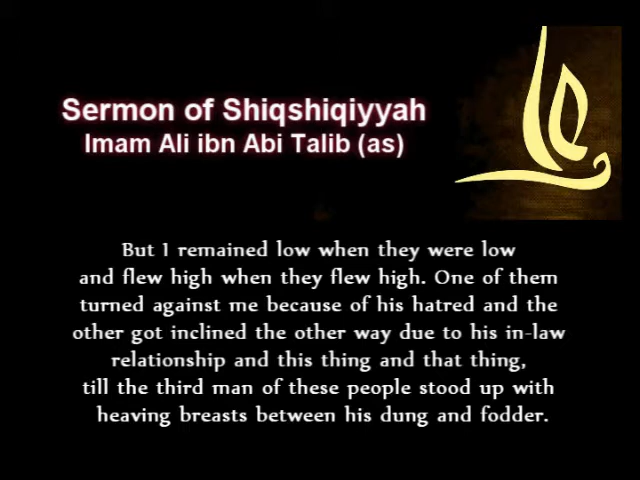 Sermon of Shiqshiqiyyah
Imam Ali ibn Abi Talib (as)
But I remained low when they were low
and flew high when they flew high. One of them
turned against me because of his hatred and the
other got inclined the other way due to his in-law
relationship and this thing and that thing,
till the third man of these people stood up with
heaving breasts between his dung and fodder.